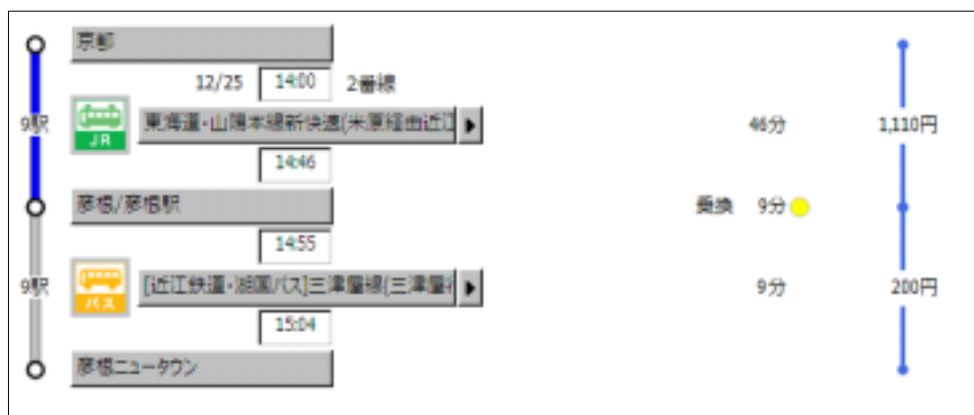 京都
12/25 14:00 2番線
9駅 JR 東海道・山陽本線新快速(米原経由近江 46分 1,110円
14:46
彦根/彦根駅 乗換 9分
14:55
9駅 バス [近江鉄道・湖国バス]三津屋線(三津屋 9分 200円
15:04
彦根ニュータウン